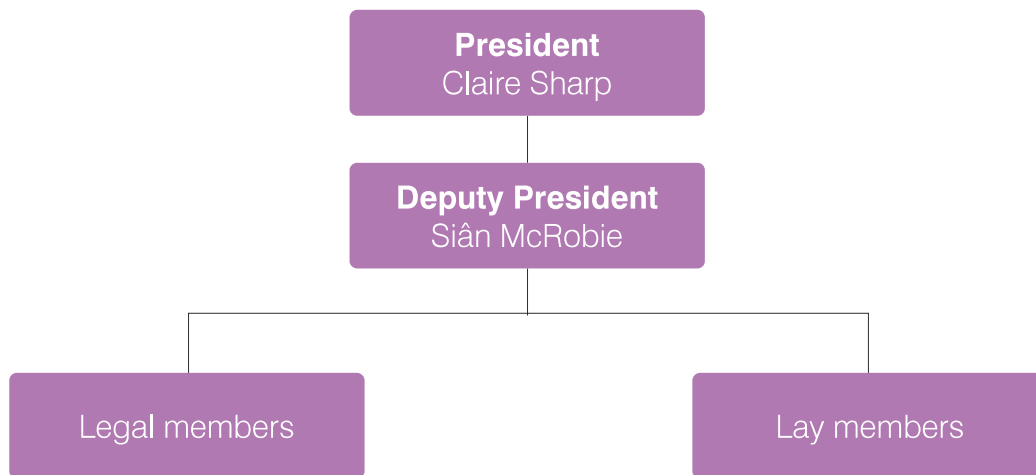 President
Claire Sharp
Deputy President
Siân McRobie
Legal members
Lay members